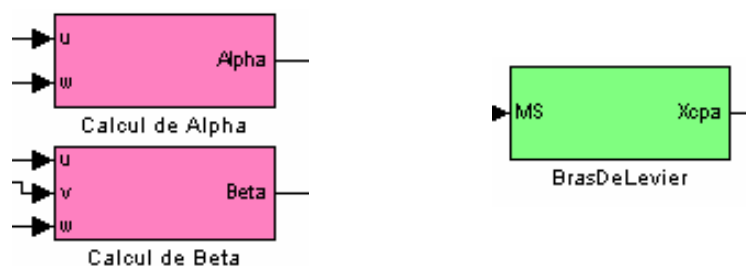 u
Alpha
w
Calcul de Alpha
u
v
Beta
w
Calcul de Beta
MS
Xcpa
BrasDeLevier